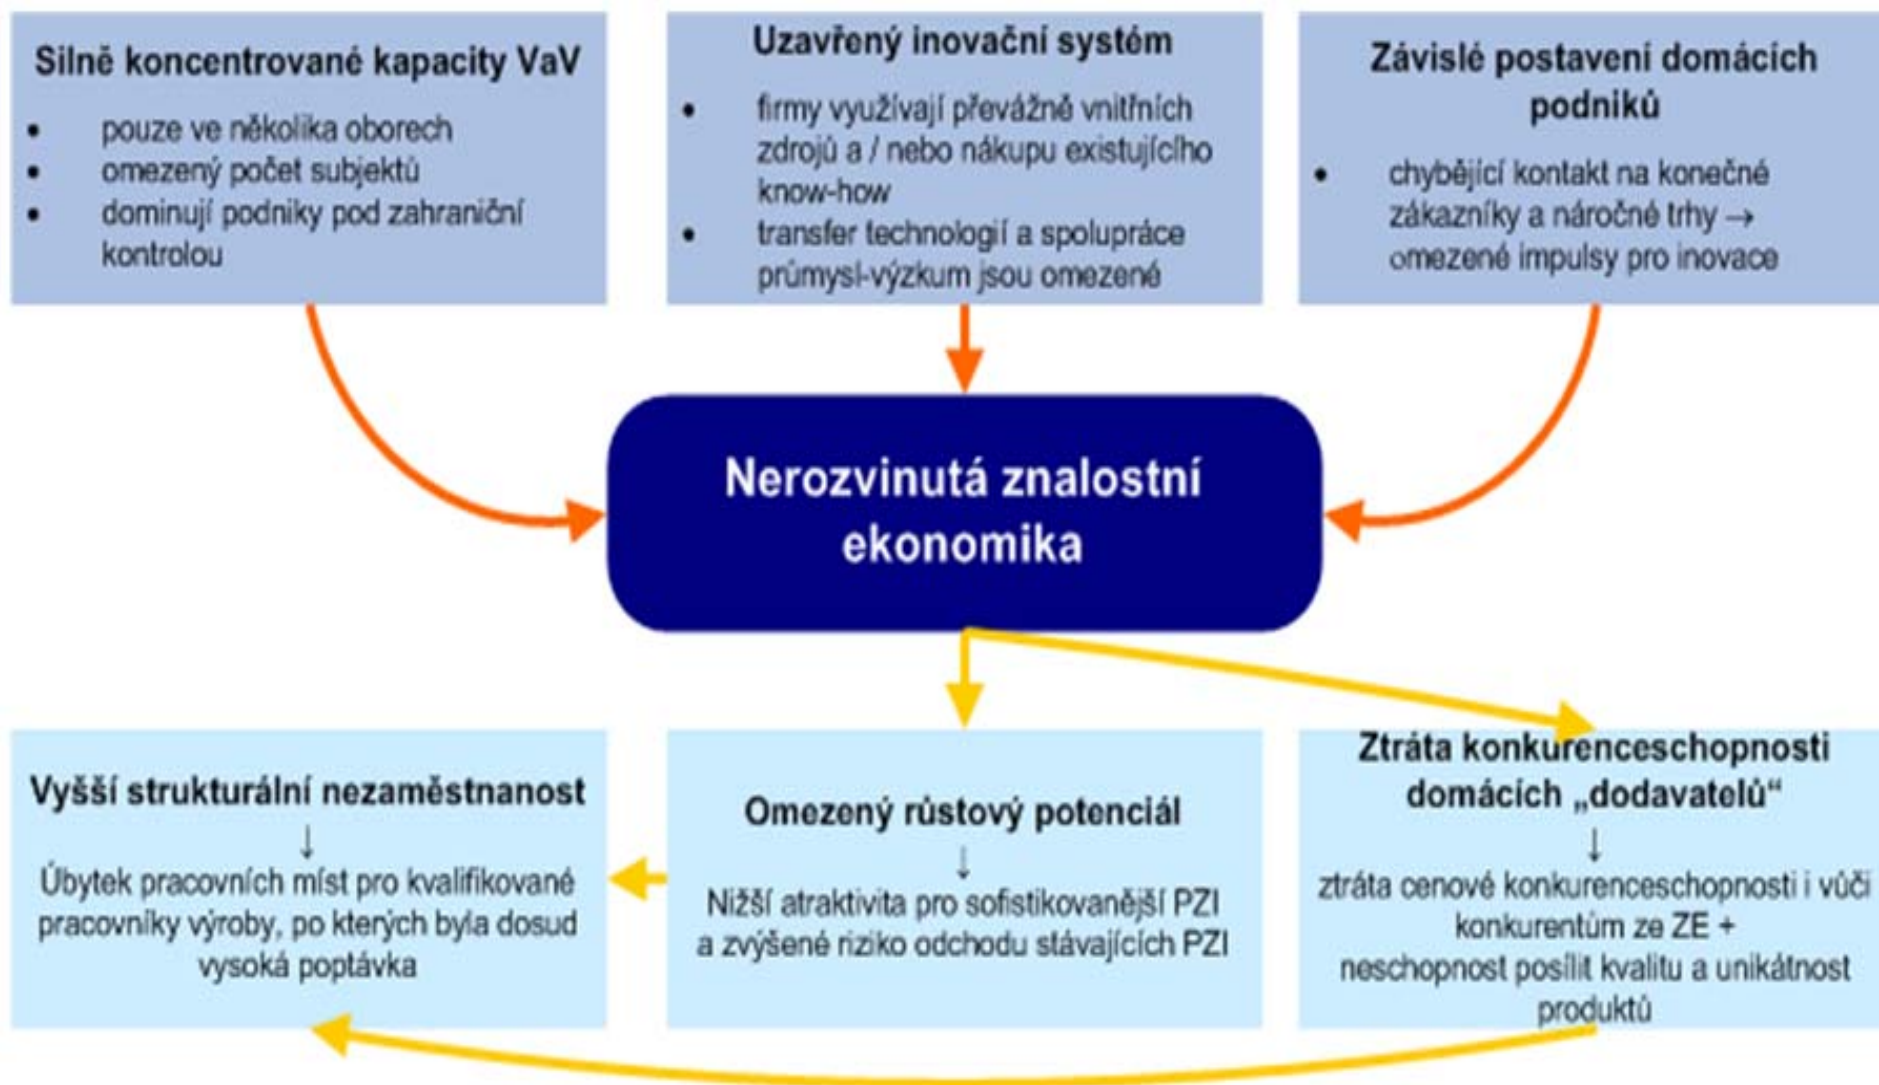 Silně koncentrované kapacity VaV
• pouze ve několika oborech
• omezený počet subjektů
• dominují podniky pod zahraniční
kontrolou
Uzavřený inovační systém
• firmy využívají převážně vnitřních
zdrojů a / nebo nákupu existujícího
know-how
• transfer technologií a spolupráce
průmysl-výzkum jsou omezené
Závislé postavení domácích
podniků
• chybějící kontakt na konečné
zákazníky a náročné trhy →
omezené impulsy pro inovace
Nerozvinutá znalostní
ekonomika
Vyšší strukturální nezaměstnanost
↓
Úbytek pracovních míst pro kvalifikované
pracovníky výroby, po kterých byla dosud
vysoká poptávka
Omezený růstový potenciál
↓
Nižší atraktivita pro sofistikovanější PZI
a zvýšené riziko odchodu stávajících PZI
Ztráta konkurenceschopnosti
domácích „dodavatelů“
↓
ztráta cenové konkurenceschopnosti i vůči
konkurentům ze ZE +
neschopnost posílit kvalitu a unikátnost
produktů